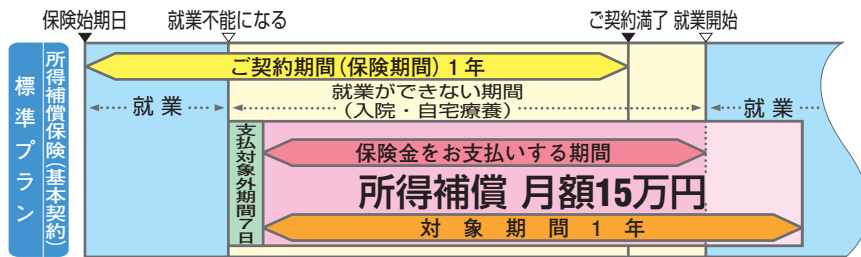 保険始期日
就業不能になる
ご契約満了
就業開始
標準プラン
所得補償保険(基本契約)
ご契約期間(保険期間)1年
就業
就業ができない期間
(入院・自宅療養)
就業
支払対象外期間7日
保険金をお支払いする期間
所得補償 月額15万円
対象期間1年